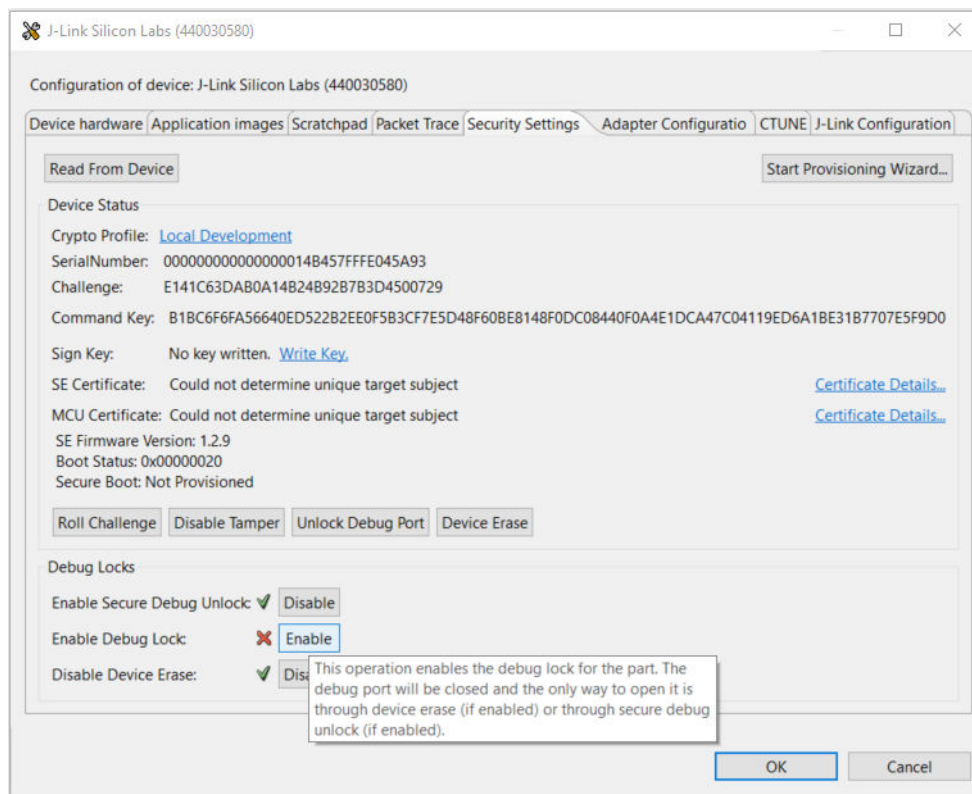 J-Link Silicon Labs (440030580)
Configuration of device: J-Link Silicon Labs (440030580)
Device hardware Application images Scratchpad Packet Trace Security Settings Adapter Configuratio CTUNE J-Link Configuration
Read From Device Start Provisioning Wizard...
Device Status
Crypto Profile: Local Development
SerialNumber: 000000000000000014B457FFFE045A93
Challenge: E141C63DAB0A14B24B92B7B3D4500729
Command Key: B1BC6F6FA56640ED522B2EE0F5B3CF7E5D48F60BE8148F0DC08440F0A4E1DCA47C04119ED6A1BE31B7707E5F9D0
Sign Key: No key written. Write Key.
SE Certificate: Could not determine unique target subject Certificate Details...
MCU Certificate: Could not determine unique target subject Certificate Details...
SE Firmware Version: 1.2.9
Boot Status: 0x00000020
Secure Boot: Not Provisioned
Roll Challenge Disable Tamper Unlock Debug Port Device Erase
Debug Locks
Enable Secure Debug Unlock: Disable
Enable Debug Lock: Enable
Disable Device Erase: Disa
This operation enables the debug lock for the part. The
debug port will be closed and the only way to open it is
through device erase (if enabled) or through secure debug
unlock (if enabled).
OK Cancel